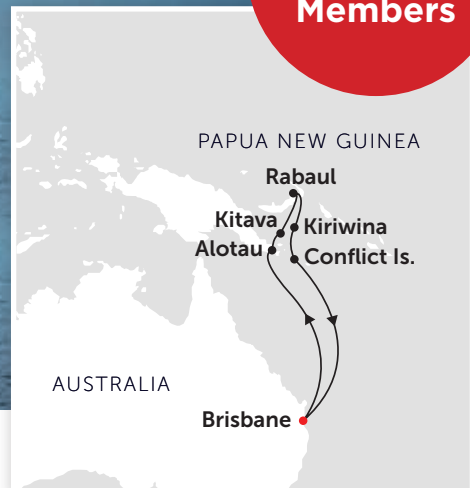 Members
PAPUA NEW GUINEA
Rabaul
Kitava
Kiriwina
Alotau
Conflict Is.
AUSTRALIA
Brisbane